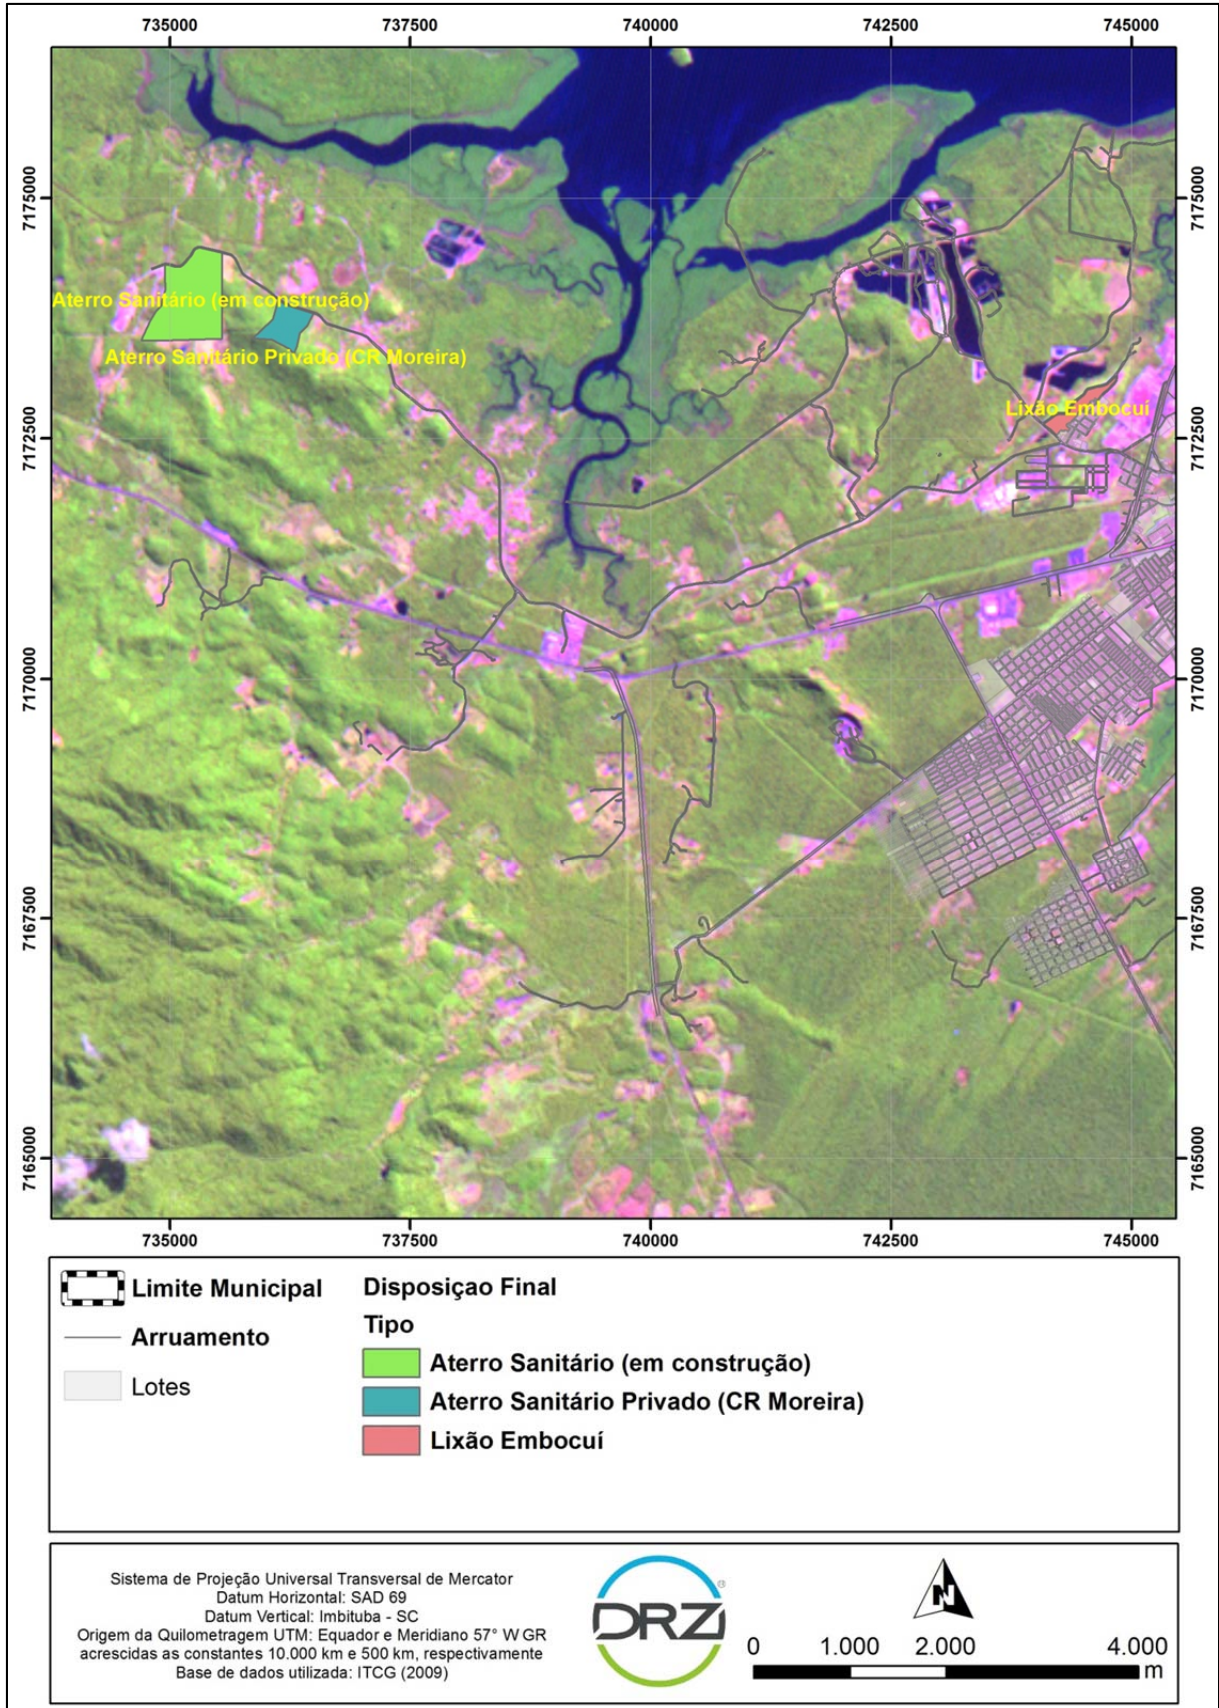 735000 737500 740000 742500 745000
7175000 7175000
Aterro Sanitário (em construção)
Aterro Sanitário Privado (CR Moreira)
Lixão Embocuí
7172500 7172500
7170000 7170000
7167500 7167500
7165000 7165000
735000 737500 740000 742500 745000
Limite Municipal
Arruamento
Lotes
Disposiçao Final
Tipo
Aterro Sanitário (em construção)
Aterro Sanitário Privado (CR Moreira)
Lixão Embocuí
Sistema de Projeção Universal Transversal de Mercator
Datum Horizontal: SAD 69
Datum Vertical: Imbituba - SC
Origem da Quilometragem UTM: Equador e Meridiano 57° W GR
acrescidas as constantes 10.000 km e 500 km, respectivamente
Base de dados utilizada: ITCG (2009)
DRZ ®
N
0 1.000 2.000 4.000
m